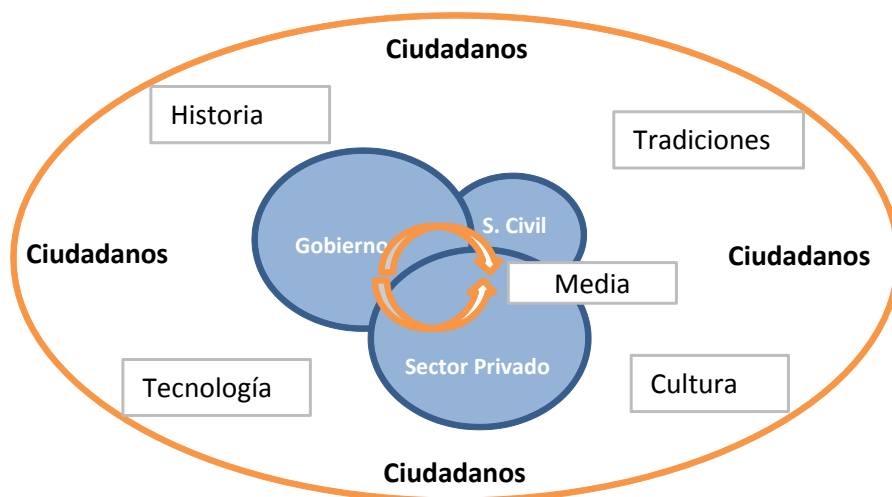 Ciudadanos
Historia
Tradiciones
S. Civil
Gobierno
Ciudadanos
Ciudadanos
Media
Sector Privado
Tecnología
Cultura
Ciudadanos